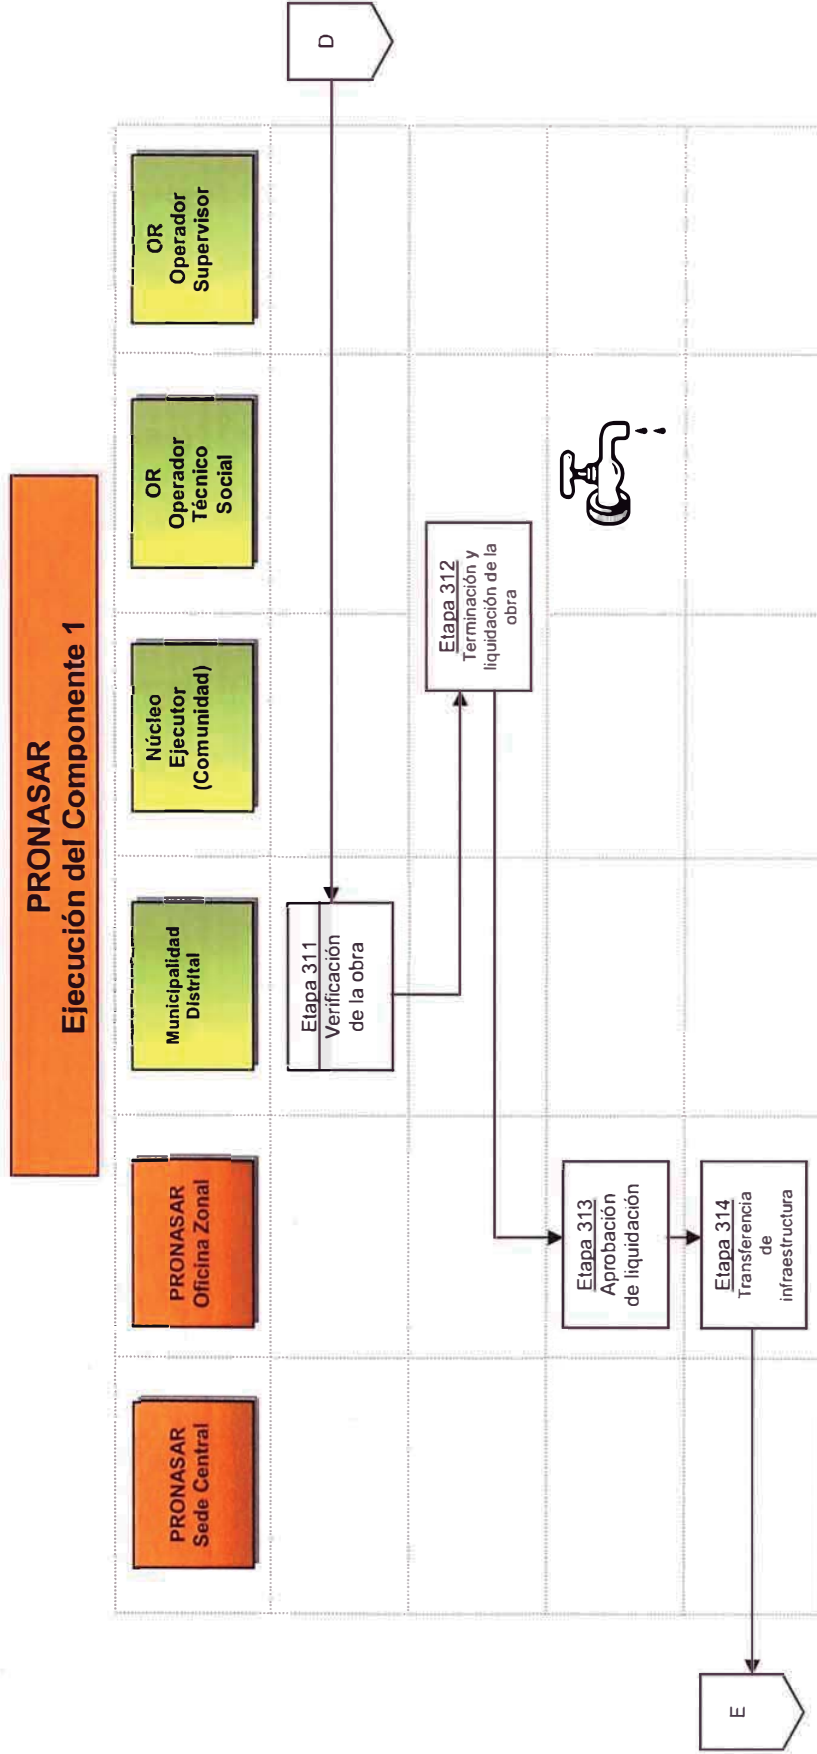 PRONASAR
Ejecución del Componente 1
PRONASAR
Sede Central
PRONASAR
Oficina Zonal
Municipalidad
Distrital
Núcleo
Ejecutor
(Comunidad)
OR
Operador
Técnico
Social
OR
Operador
Supervisor
D
Etapa 311
Verificación
de la obra
Etapa 312
Terminación y
liquidación de la
obra
Etapa 313
Aprobación
de liquidación
Etapa 314
Transferencia
de
infraestructura
E